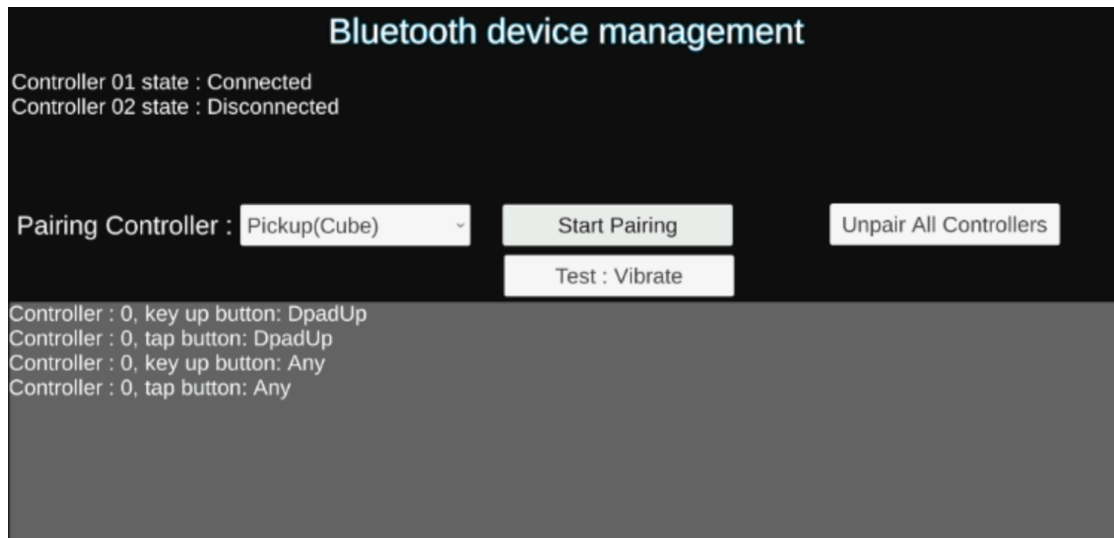 Bluetooth device management
Controller 01 state : Connected
Controller 02 state : Disconnected
Pairing Controller : Pickup(Cube) Start Pairing Unpair All Controllers
Test : Vibrate
Controller : 0, key up button: DpadUp
Controller : 0, tap button: DpadUp
Controller : 0, key up button: Any
Controller : 0, tap button: Any